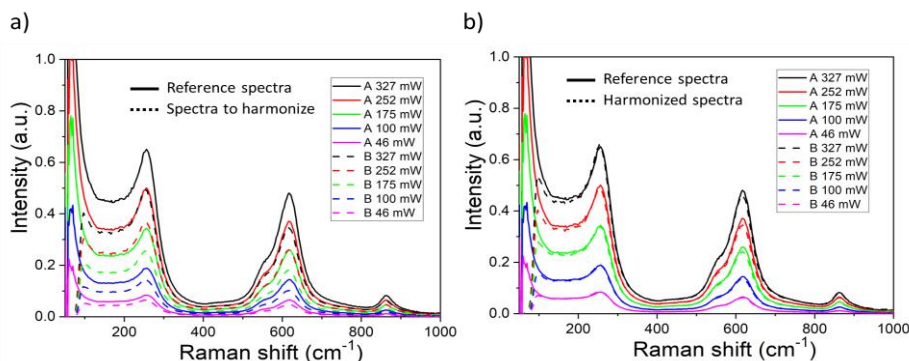 a)
1.0
0.8
0.6
0.4
0.2
0.0
Intensity (a.u.)
Reference spectra
Spectra to harmonize
A 327 mW
A 252 mW
A 175 mW
A 100 mW
A 46 mW
B 327 mW
B 252 mW
B 175 mW
B 100 mW
B 46 mW
200 400 600 800 1000
Raman shift (cm⁻¹)
b)
1.0
0.8
0.6
0.4
0.2
0.0
Intensity (a.u.)
Reference spectra
Harmonized spectra
A 327 mW
A 252 mW
A 175 mW
A 100 mW
A 46 mW
B 327 mW
B 252 mW
B 175 mW
B 100 mW
B 46 mW
200 400 600 800 1000
Raman shift (cm⁻¹)